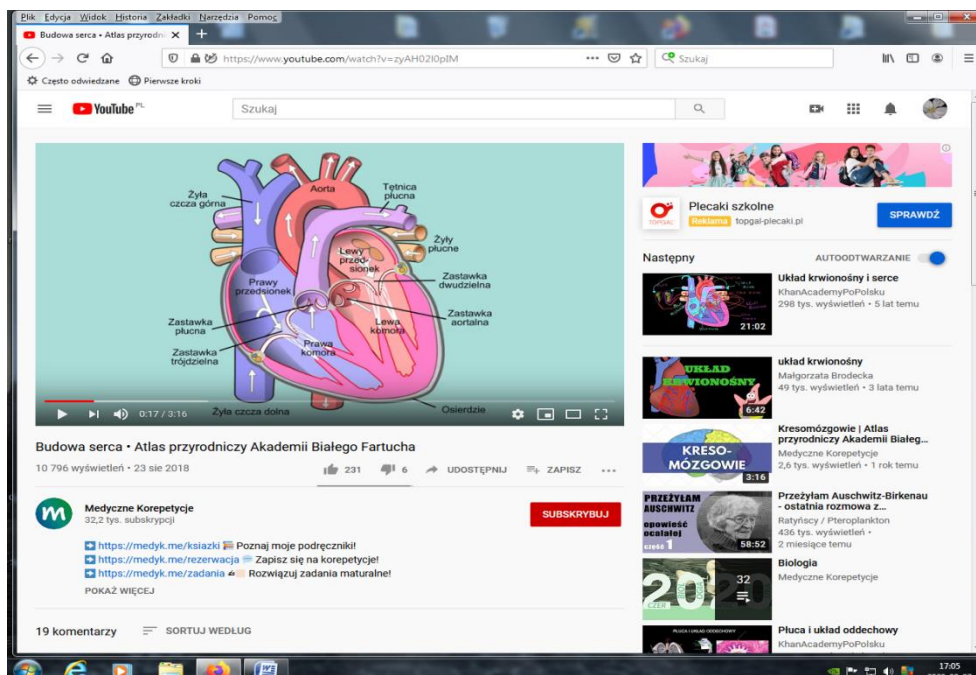 Plik Edycja Widok Historia Zakładki Narzędzia Pomoc
Budowa serca • Atlas przyrodni
https://www.youtube.com/watch?v=zyAH02I0pIM
Szukaj
Często odwiedzane Pierwsze kroki
YouTube PL
Szukaj
Żyła
czcza górna
Aorta
Tętnica
płucna
Żyły
płucne
Lewy
przed-
sionek
Prawy
przedsionek
Zastawka
dwudzielna
Zastawka
aortalna
Zastawka
płucna
Lewa
komora
Prawa
komora
Zastawka
trójdzielna
Żyła czcza dolna
Osierdzie
0:17 / 3:16
Budowa serca • Atlas przyrodniczy Akademii Białego Fartucha
10 796 wyświetleń • 23 sie 2018
231 6 UDOSTĘPNIJ ZAPISZ
Medyczne Korepetycje
32,2 tys. subskrypcji
SUBSKRYBUJ
https://medyk.me/ksiazki Poznaj moje podręczniki!
https://medyk.me/rezerwacja Zapisz się na korepetycje!
https://medyk.me/zadania Rozwiązuj zadania maturalne!
POKAŻ WIĘCEJ
19 komentarzy SORTUJ WEDŁUG
TOPGAL
Plecaki szkolne
Reklama topgal-plecaki.pl
SPRAWDŹ
Następny AUTOODTWARZANIE
21:02
Układ krwionośny i serce
KhanAcademyPoPolsku
298 tys. wyświetleń • 5 lat temu
UKŁAD
KRWIONOŚNY
6:42
układ krwionośny
Małgorzata Brodecka
49 tys. wyświetleń • 3 lata temu
KRESO-
MÓZGOWIE
3:16
Kresomózgowie | Atlas
przyrodniczy Akademii Białeg...
Medyczne Korepetycje
2,6 tys. wyświetleń • 1 rok temu
PRZEŻYŁAM
AUSCHWITZ
opowieść
ocalałej
część 1
58:52
Przeżyłam Auschwitz-Birkenau
- ostatnia rozmowa z...
Ratyńscy / Pteroplankton
436 tys. wyświetleń •
2 miesiące temu
32
Biologia
Medyczne Korepetycje
Płuca i układ oddechowy
KhanAcademyPoPolsku
17:05